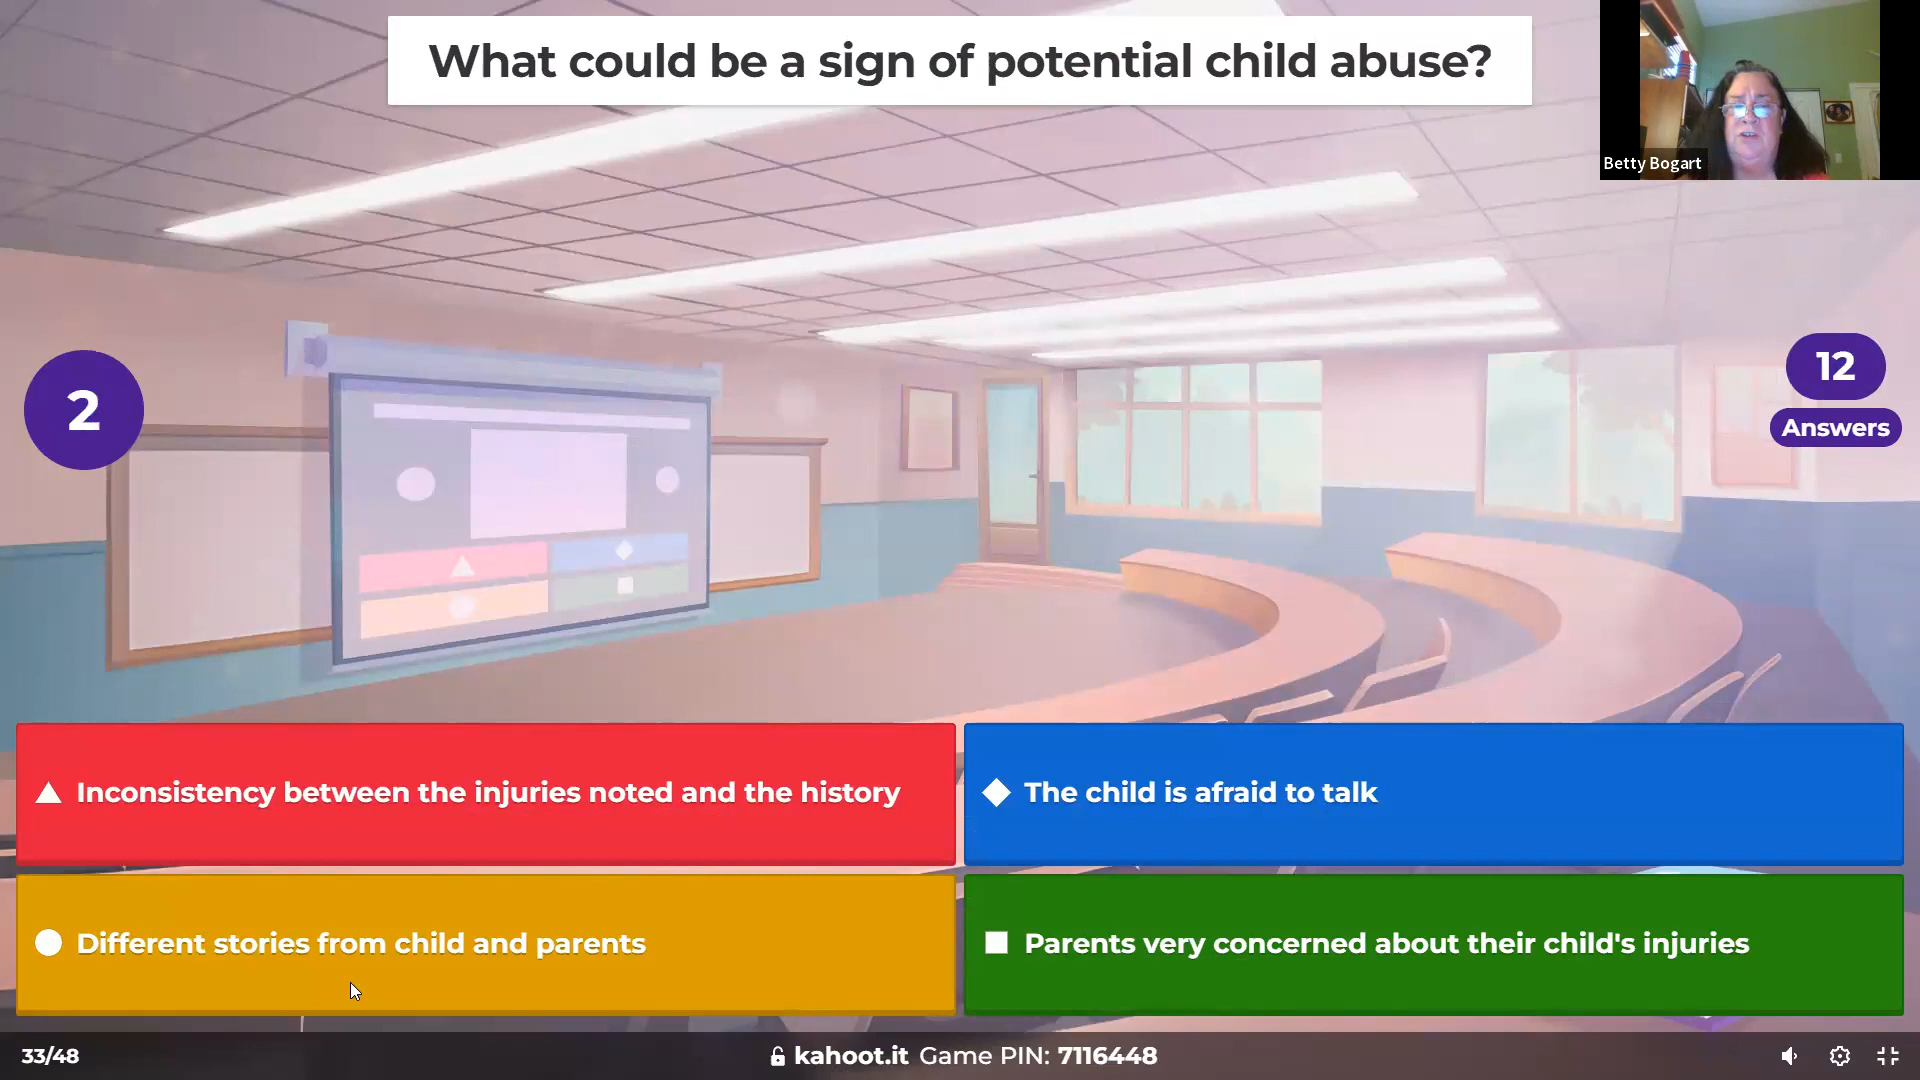 What could be a sign of potential child abuse?
Betty Bogart
2
12
Answers
Inconsistency between the injuries noted and the history
The child is afraid to talk
Different stories from child and parents
Parents very concerned about their child's injuries
33/48
kahoot.it Game PIN: 7116448